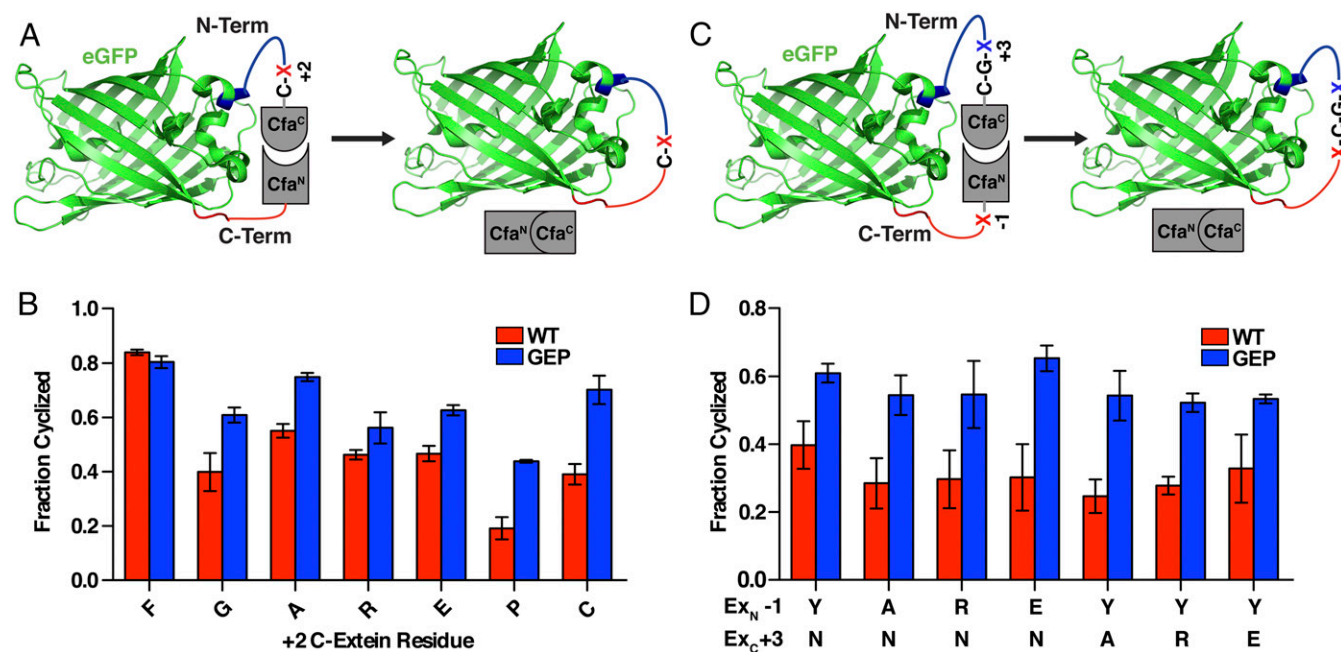 A
N-Term
eGFP
C-X
+2
Cfa^C
Cfa^N
C-Term
C-X
Cfa^N Cfa^C
C
N-Term
eGFP
C-G-X
+3
Cfa^C
Cfa^N
X
-1
C-Term
X-C-G-X
Cfa^N Cfa^C
B
Fraction Cyclized
1.0
0.8
0.6
0.4
0.2
0.0
WT
GEP
F G A R E P C
+2 C-Extein Residue
D
Fraction Cyclized
0.8
0.6
0.4
0.2
0.0
WT
GEP
Ex_N -1 Y A R E Y Y Y
Ex_C +3 N N N N A R E